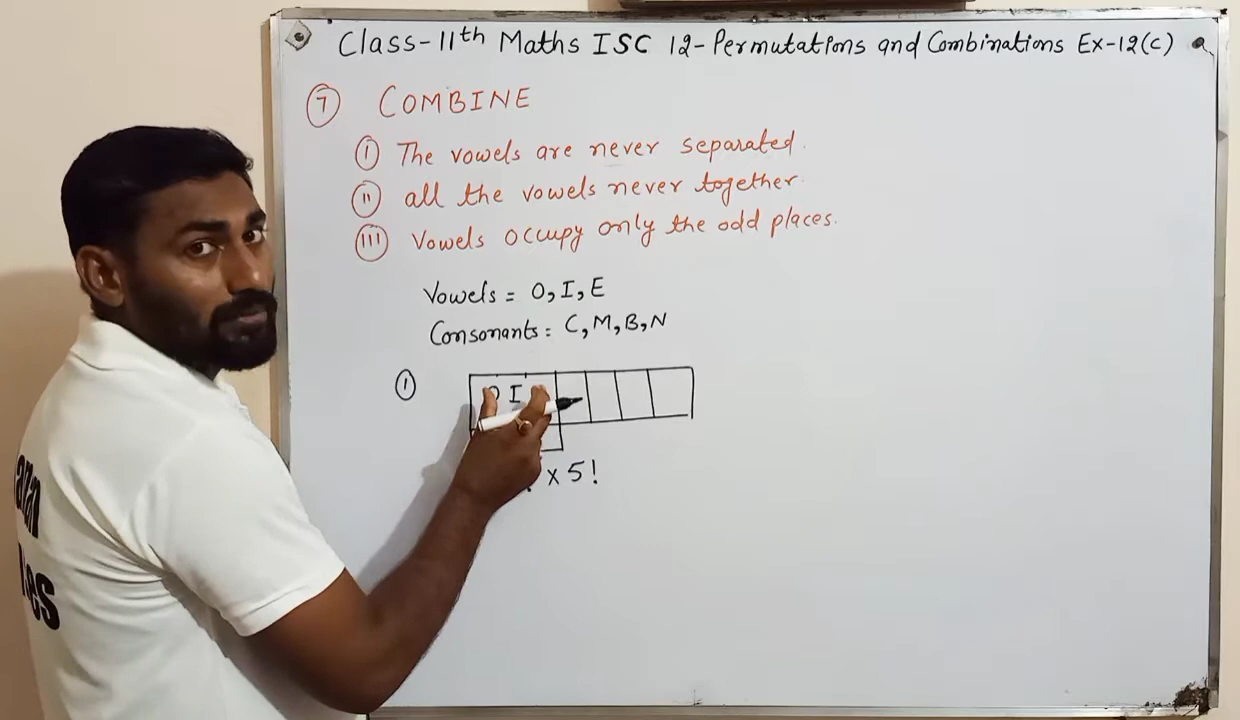 Class-11th Maths ISC 12-Permutations and Combinations Ex-12(c)
7 COMBINE
I The vowels are never separated.
II all the vowels never together.
III Vowels occupy only the odd places.
Vowels = O, I, E
Consonants = C, M, B, N
1
O I
x 5!